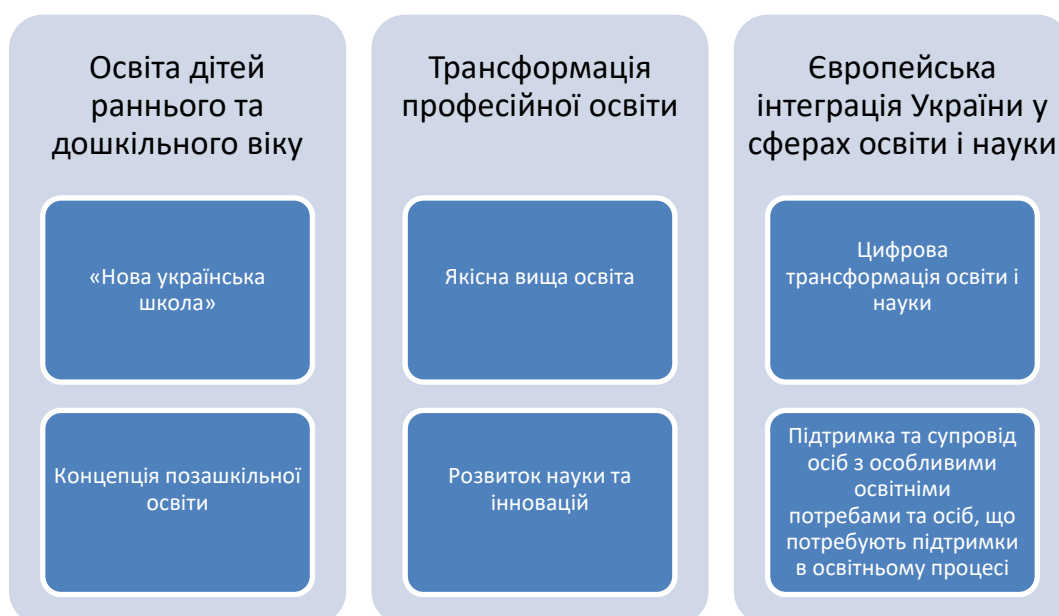 Освіта дітей
раннього та
дошкільного віку
«Нова українська
школа»
Концепція позашкільної
освіти
Трансформація
професійної освіти
Якісна вища освіта
Розвиток науки та
інновацій
Європейська
інтеграція України у
сферах освіти і науки
Цифрова
трансформація освіти і
науки
Підтримка та супровід
осіб з особливими
освітніми
потребами та осіб, що
потребують підтримки
в освітньому процесі